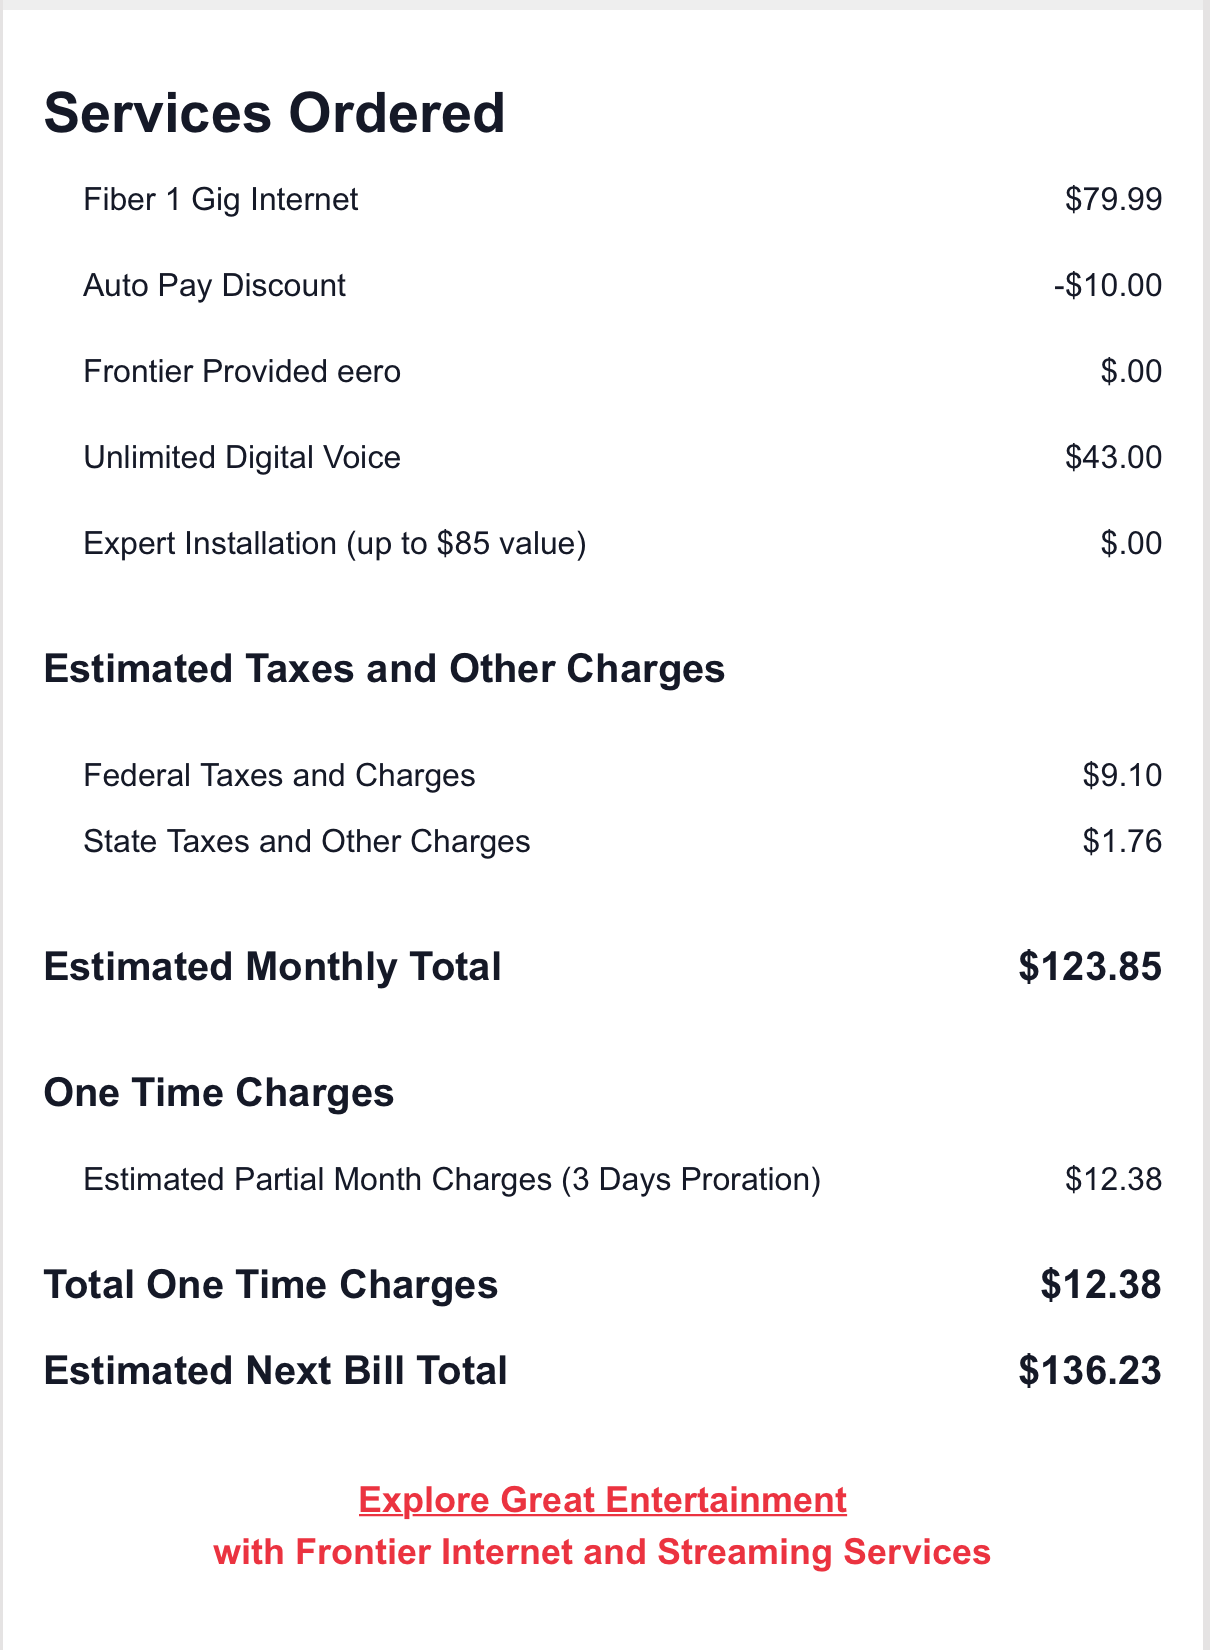 Services Ordered
Fiber 1 Gig Internet $79.99
Auto Pay Discount -$10.00
Frontier Provided eero $.00
Unlimited Digital Voice $43.00
Expert Installation (up to $85 value) $.00
Estimated Taxes and Other Charges
Federal Taxes and Charges $9.10
State Taxes and Other Charges $1.76
Estimated Monthly Total $123.85
One Time Charges
Estimated Partial Month Charges (3 Days Proration) $12.38
Total One Time Charges $12.38
Estimated Next Bill Total $136.23
Explore Great Entertainment
with Frontier Internet and Streaming Services